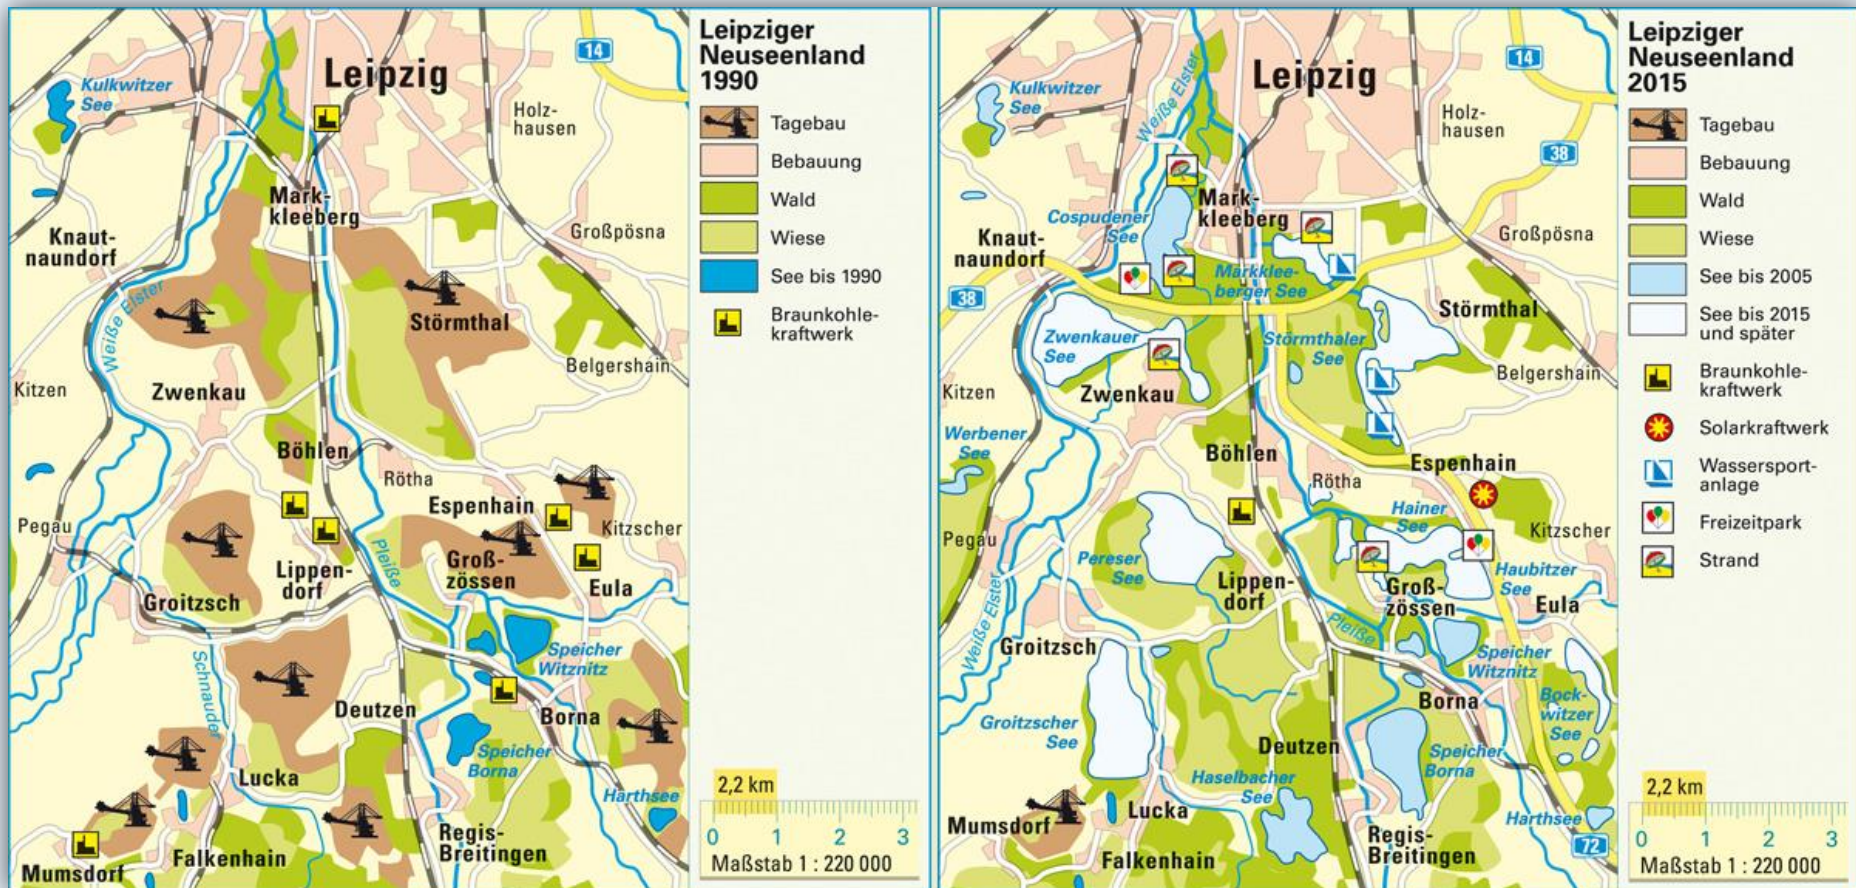 Leipziger
Neuseenland
1990
Tagebau
Bebauung
Wald
Wiese
See bis 1990
Braunkohle-
kraftwerk
2,2 km
0 1 2 3
Maßstab 1 : 220 000
14
Leipzig
Kulkwitzer
See
Holz-
hausen
Mark-
kleeberg
Knaut-
naundorf
Großpösna
Weiße Elster
Störmthal
Belgershain
Kitzen
Zwenkau
Böhlen
Rötha
Espenhain
Kitzscher
Pegau
Pleiße
Groß-
zössen
Lippen-
dorf
Eula
Groitzsch
Schnauder
Speicher
Witznitz
Deutzen
Borna
Speicher
Borna
Lucka
Harthsee
Regis-
Breitingen
Falkenhain
Mumsdorf
Leipziger
Neuseenland
2015
Tagebau
Bebauung
Wald
Wiese
See bis 2005
See bis 2015
und später
Braunkohle-
kraftwerk
Solarkraftwerk
Wassersport-
anlage
Freizeitpark
Strand
2,2 km
0 1 2 3
Maßstab 1 : 220 000
14
Leipzig
Weiße Elster
Kulkwitzer
See
Holz-
hausen
38
Mark-
kleeberg
Cospudener
See
Knaut-
naundorf
Großpösna
Markklee-
berger See
38
Störmthal
Zwenkauer
See
Störmthaler
See
Belgershain
Kitzen
Zwenkau
Werbener
See
Böhlen
Espenhain
Rötha
Hainer
See
Kitzscher
Pegau
Pereser
See
Lippen-
dorf
Groß-
zössen
Haubitzer
See
Eula
Weiße Elster
Pleiße
Groitzsch
Speicher
Witznitz
Borna
Bock-
witzer
See
Groitzscher
See
Deutzen
Speicher
Borna
Haselbacher
See
Lucka
Mumsdorf
Harthsee
Regis-
Breitingen
72
Falkenhain